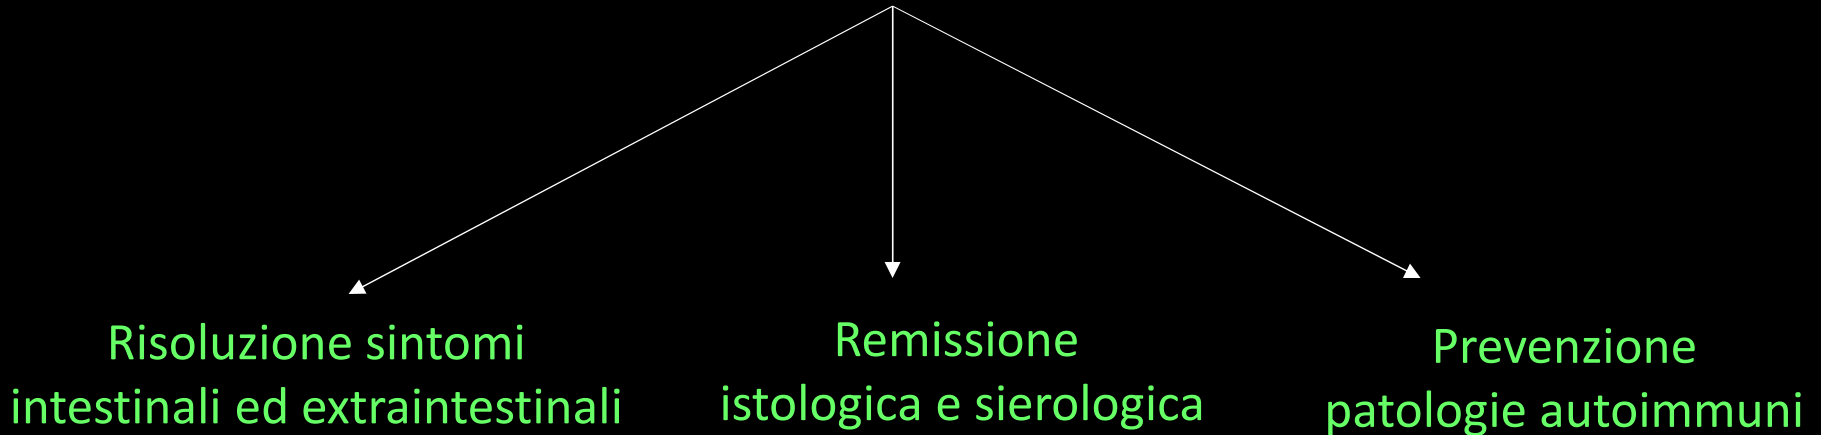 Risoluzione sintomi
intestinali ed extraintestinali
Remissione
istologica e sierologica
Prevenzione
patologie autoimmuni